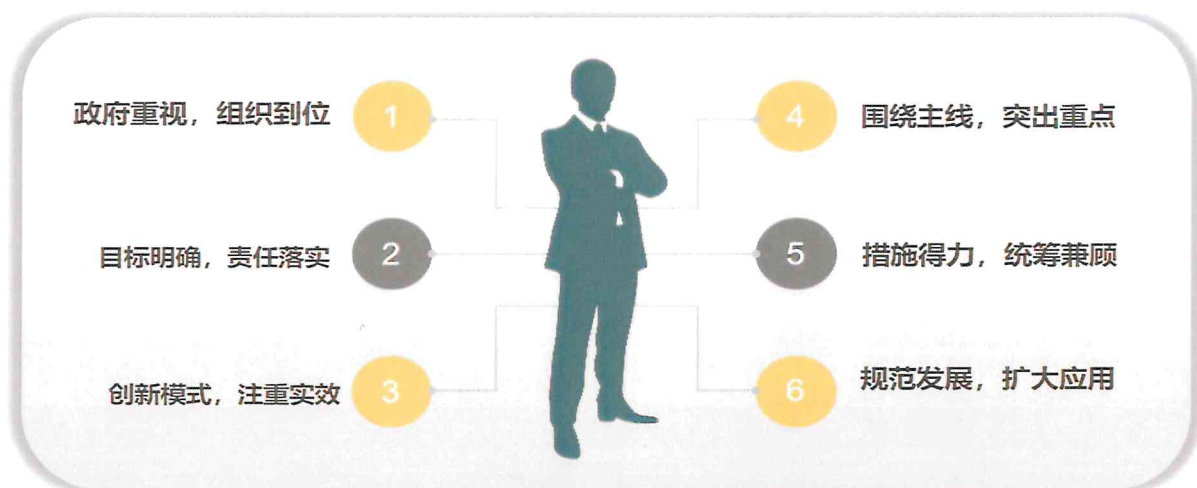 政府重视，组织到位
1
目标明确，责任落实
2
创新模式，注重实效
3
4
围绕主线，突出重点
5
措施得力，统筹兼顾
6
规范发展，扩大应用